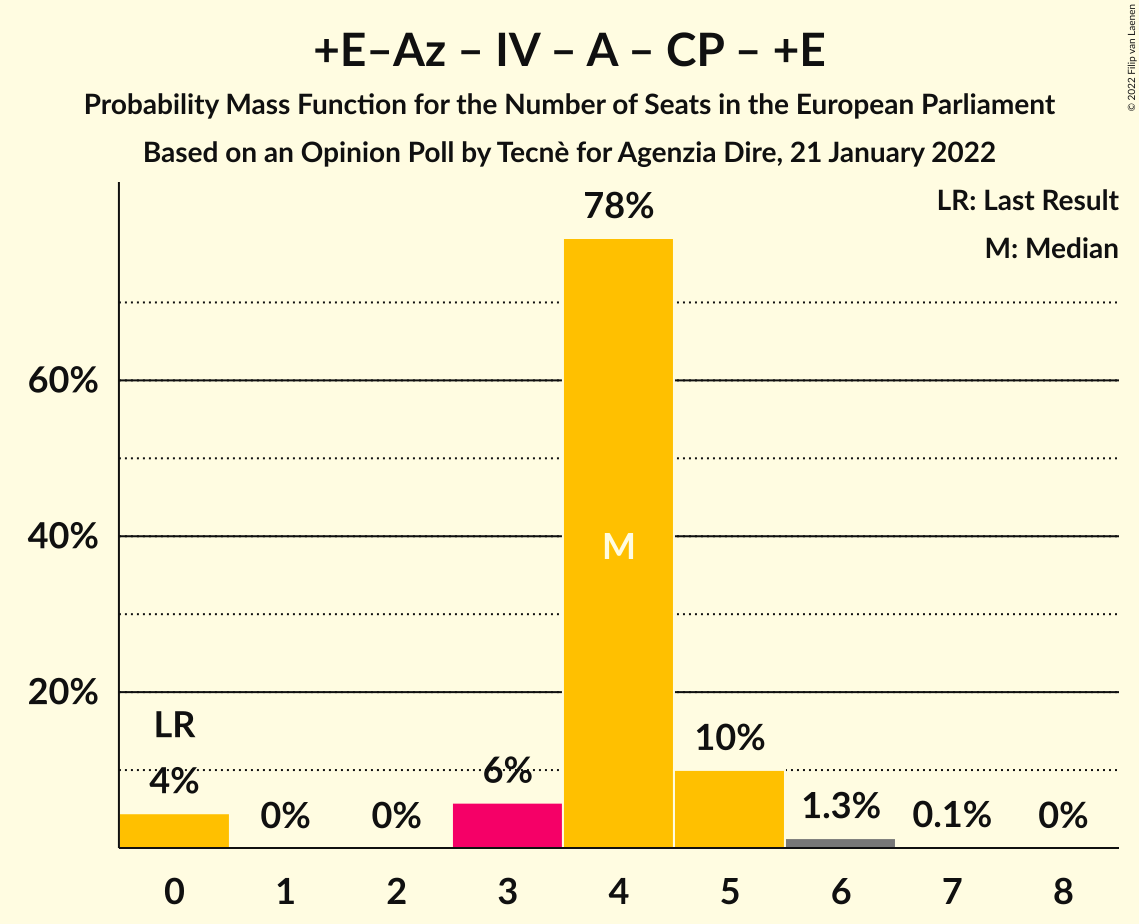 +E–Az – IV – A – CP – +E
Probability Mass Function for the Number of Seats in the European Parliament
Based on an Opinion Poll by Tecnè for Agenzia Dire, 21 January 2022
© 2022 Filip van Laenen
LR: Last Result
M: Median
78%
60%
40%
M
20%
LR
4%
0%
0%
6%
10%
1.3%
0.1%
0%
0 1 2 3 4 5 6 7 8